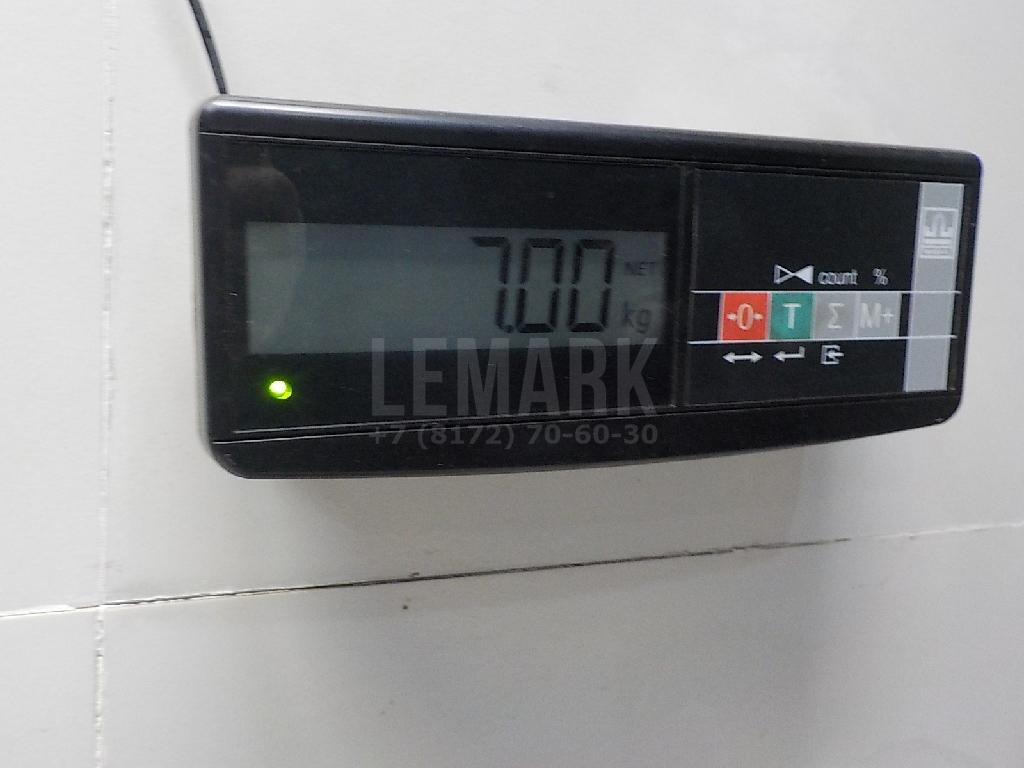 7.00 NET kg
count %
→0← T Σ M+
LEMARK
+7 (8172) 70-60-30